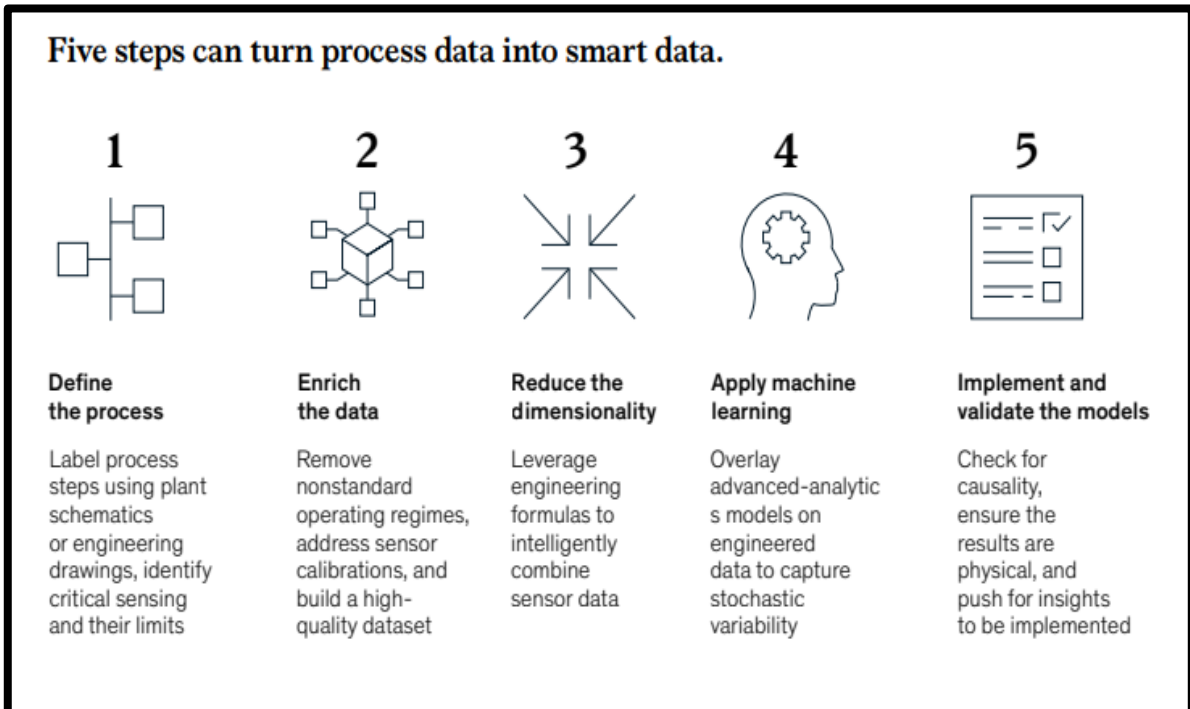 Five steps can turn process data into smart data.
1
2
3
4
5
Define
the process
Label process
steps using plant
schematics
or engineering
drawings, identify
critical sensing
and their limits
Enrich
the data
Remove
nonstandard
operating regimes,
address sensor
calibrations, and
build a high-
quality dataset
Reduce the
dimensionality
Leverage
engineering
formulas to
intelligently
combine
sensor data
Apply machine
learning
Overlay
advanced-analytic
s models on
engineered
data to capture
stochastic
variability
Implement and
validate the models
Check for
causality,
ensure the
results are
physical, and
push for insights
to be implemented